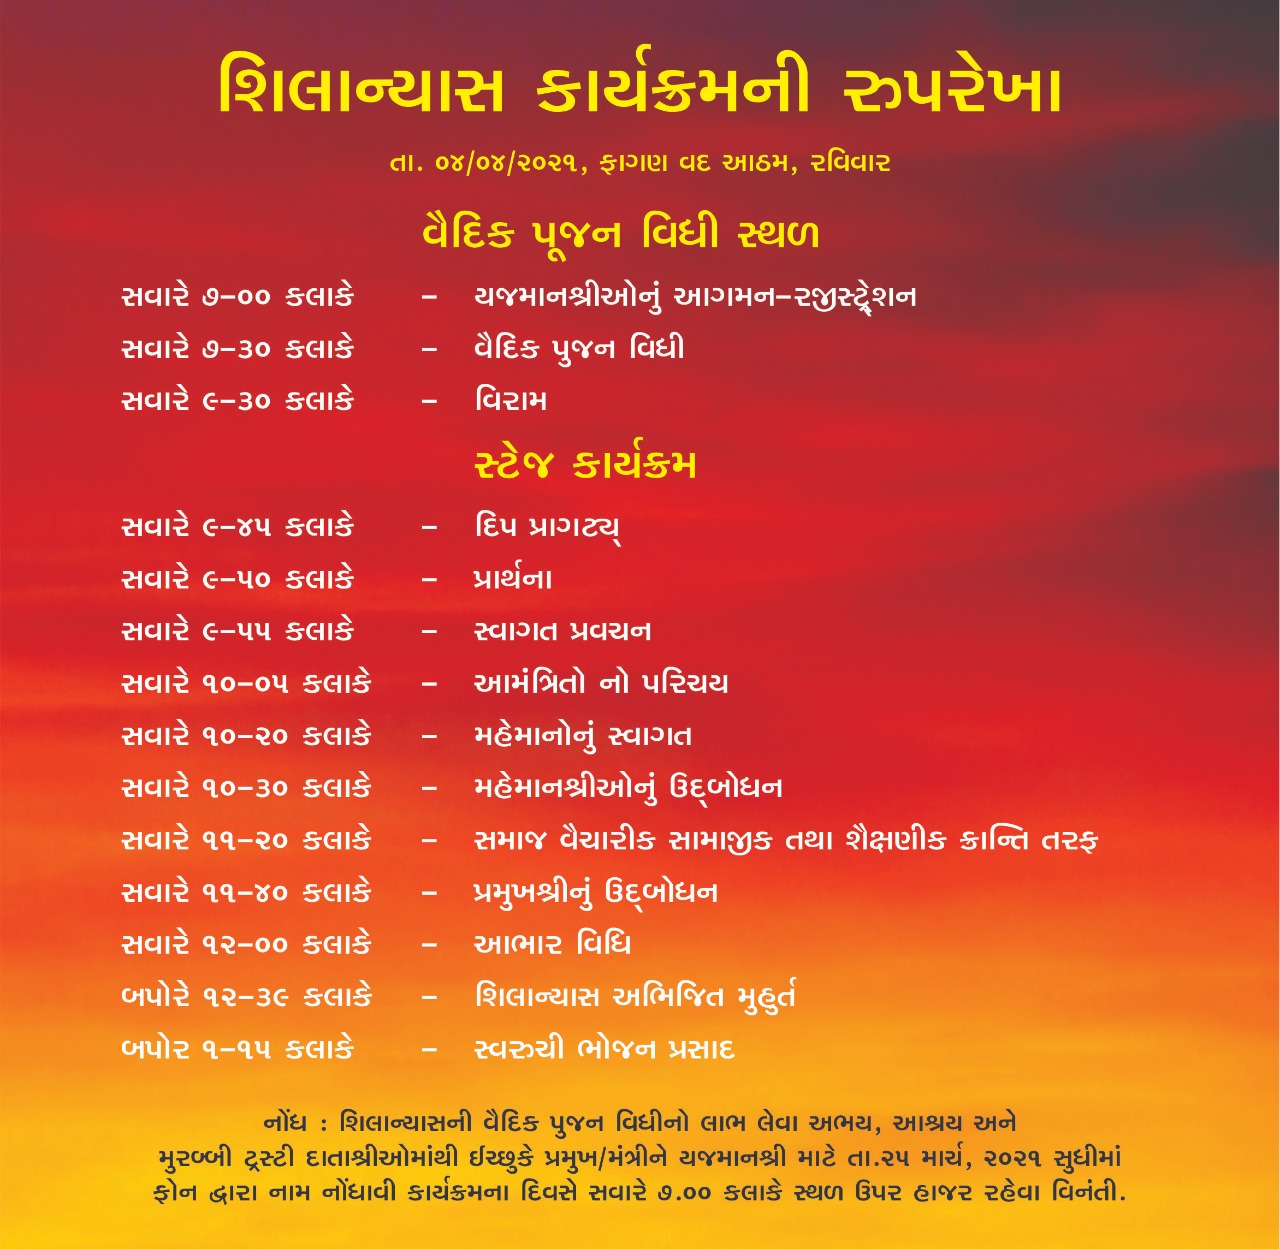 શિલાન્યાસ કાર્યક્રમની રુપરેખા
તા. ૦૪/૦૪/૨૦૨૧, ફાગણ વદ આઠમ, રવિવાર
વૈદિક પૂજન વિધી સ્થળ
સવારે ૭–૦૦ કલાકે – યજમાનશ્રીઓનું આગમન–રજીસ્ટ્રેશન
સવારે ૭–૩૦ કલાકે – વૈદિક પુજન વિધી
સવારે ૯–૩૦ કલાકે – વિરામ
સ્ટેજ કાર્યક્રમ
સવારે ૯–૪૫ કલાકે – દિપ પ્રાગટ્ય્
સવારે ૯–૫૦ કલાકે – પ્રાર્થના
સવારે ૯–૫૫ કલાકે – સ્વાગત પ્રવચન
સવારે ૧૦–૦૫ કલાકે – આમંત્રિતો નો પરિચય
સવારે ૧૦–૨૦ કલાકે – મહેમાનોનું સ્વાગત
સવારે ૧૦–૩૦ કલાકે – મહેમાનશ્રીઓનું ઉદ્‌બોધન
સવારે ૧૧–૨૦ કલાકે – સમાજ વૈચારીક સામાજીક તથા શૈક્ષણીક ક્રાન્તિ તરફ
સવારે ૧૧–૪૦ કલાકે – પ્રમુખશ્રીનું ઉદ્‌બોધન
સવારે ૧૨–૦૦ કલાકે – આભાર વિધિ
બપોરે ૧૨–૩૯ કલાકે – શિલાન્યાસ અભિજિત મુહુર્ત
બપોર ૧–૧૫ કલાકે – સ્વરુચી ભોજન પ્રસાદ
નોંધ : શિલાન્યાસની વૈદિક પુજન વિધીનો લાભ લેવા અભય, આશ્રય અને
મુરબ્બી ટ્રસ્ટી દાતાશ્રીઓમાંથી ઈચ્છુકે પ્રમુખ/મંત્રીને યજમાનશ્રી માટે તા.૨૫ માર્ચ, ૨૦૨૧ સુધીમાં
ફોન દ્વારા નામ નોંધાવી કાર્યક્રમના દિવસે સવારે ૭.૦૦ કલાકે સ્થળ ઉપર હાજર રહેવા વિનંતી.